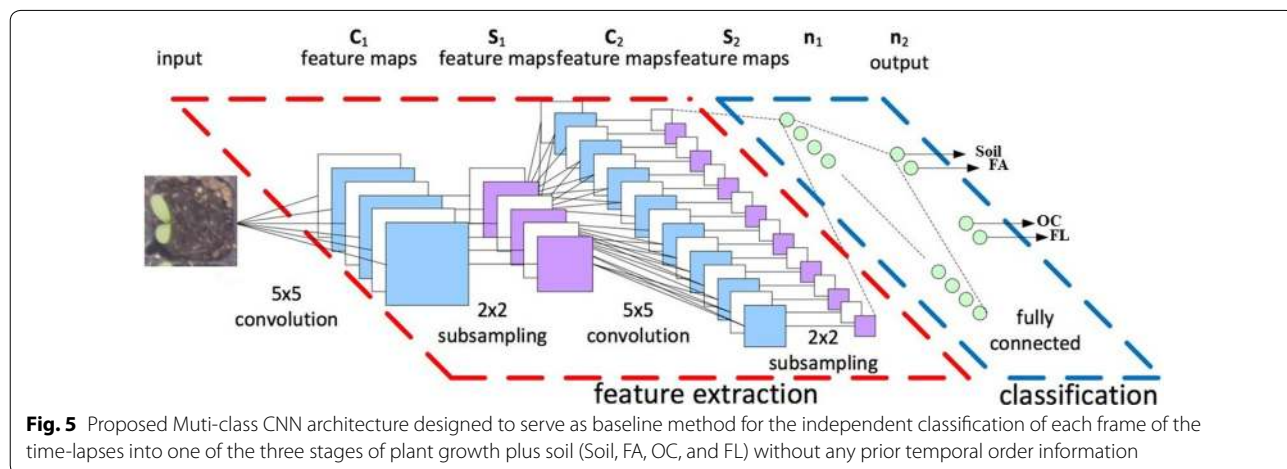 C1 S1 C2 S2 n1 n2
input feature maps feature maps feature maps feature maps output
Soil
FA
OC
FL
5x5
convolution
2x2
subsampling
5x5
convolution
2x2
subsampling
fully
connected
feature extraction
classification
Fig. 5 Proposed Muti-class CNN architecture designed to serve as baseline method for the independent classification of each frame of the
time-lapses into one of the three stages of plant growth plus soil (Soil, FA, OC, and FL) without any prior temporal order information